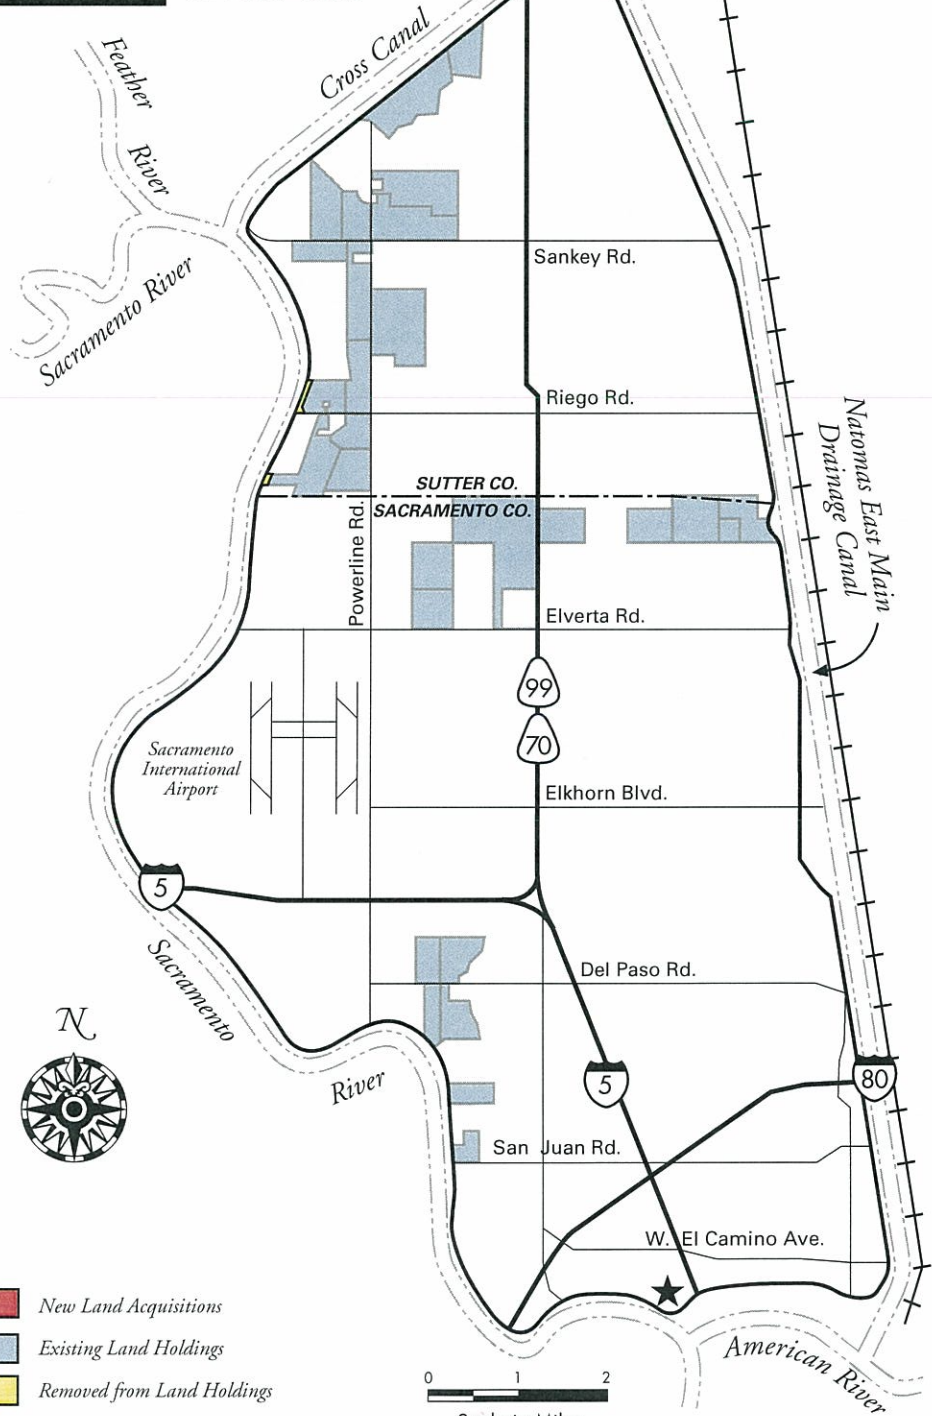 Cross Canal
Feather
River
Sacramento River
Sankey Rd.
Riego Rd.
Natomas East Main
Drainage Canal
SUTTER CO.
SACRAMENTO CO.
Powerline Rd.
Elverta Rd.
99
70
Sacramento
International
Airport
Elkhorn Blvd.
5
Sacramento
River
Del Paso Rd.
N
5
80
San Juan Rd.
W. El Camino Ave.
New Land Acquisitions
Existing Land Holdings
Removed from Land Holdings
American River
0 1 2